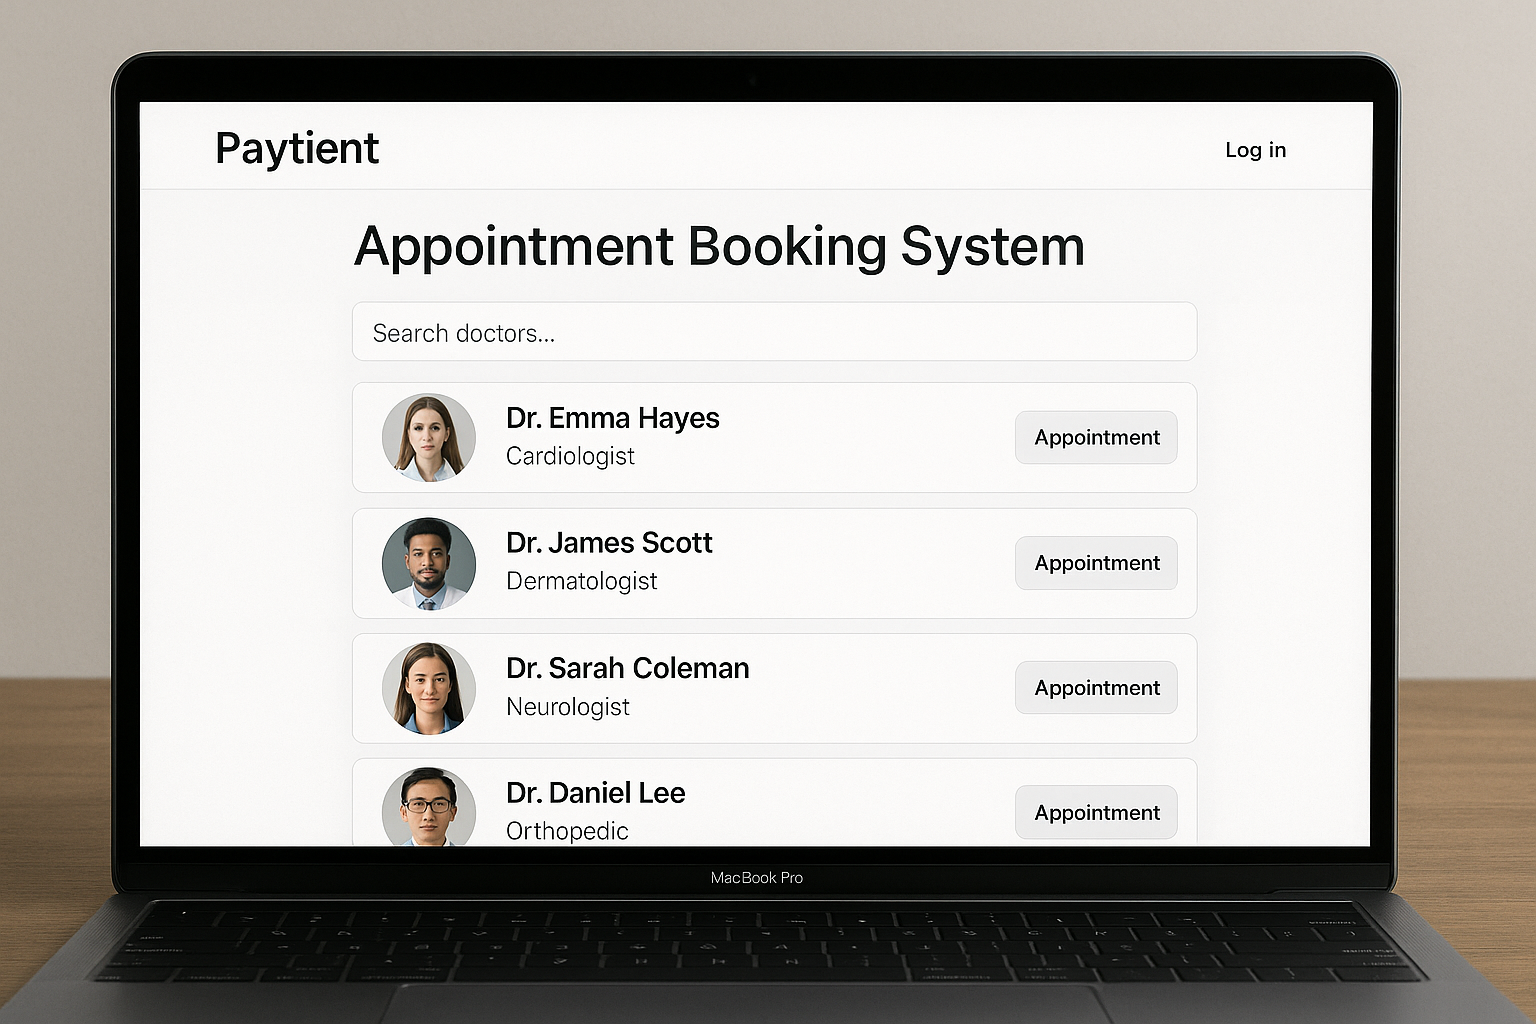 Paytient
Log in
Appointment Booking System
Search doctors...
Dr. Emma Hayes
Cardiologist
Appointment
Dr. James Scott
Dermatologist
Appointment
Dr. Sarah Coleman
Neurologist
Appointment
Dr. Daniel Lee
Orthopedic
Appointment
MacBook Pro